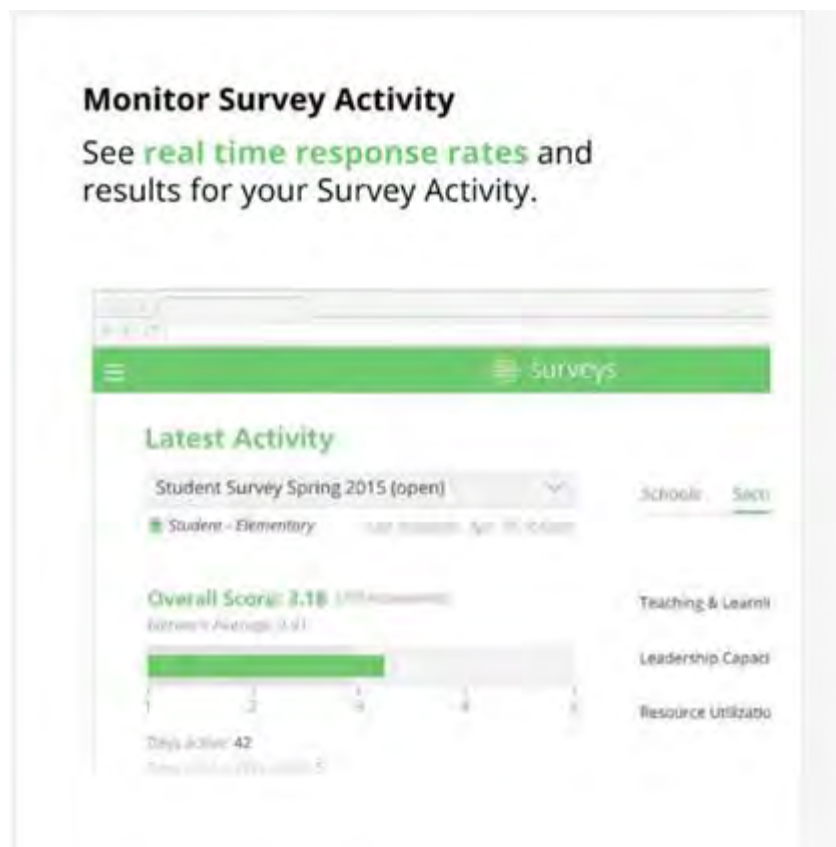 Monitor Survey Activity
See real time response rates and
results for your Survey Activity.
surveys
Latest Activity
Student Survey Spring 2015 (open)
Schools
Student - Elementary
Overall Score: 3.18
Teaching & Learni
Leadership Capaci
1 2 3 4 5
Resource Utilizatio
Days active: 42